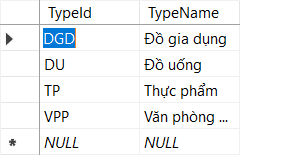 TypeId TypeName
DGD Đồ gia dụng
DU Đồ uống
TP Thực phẩm
VPP Văn phòng ...
NULL NULL